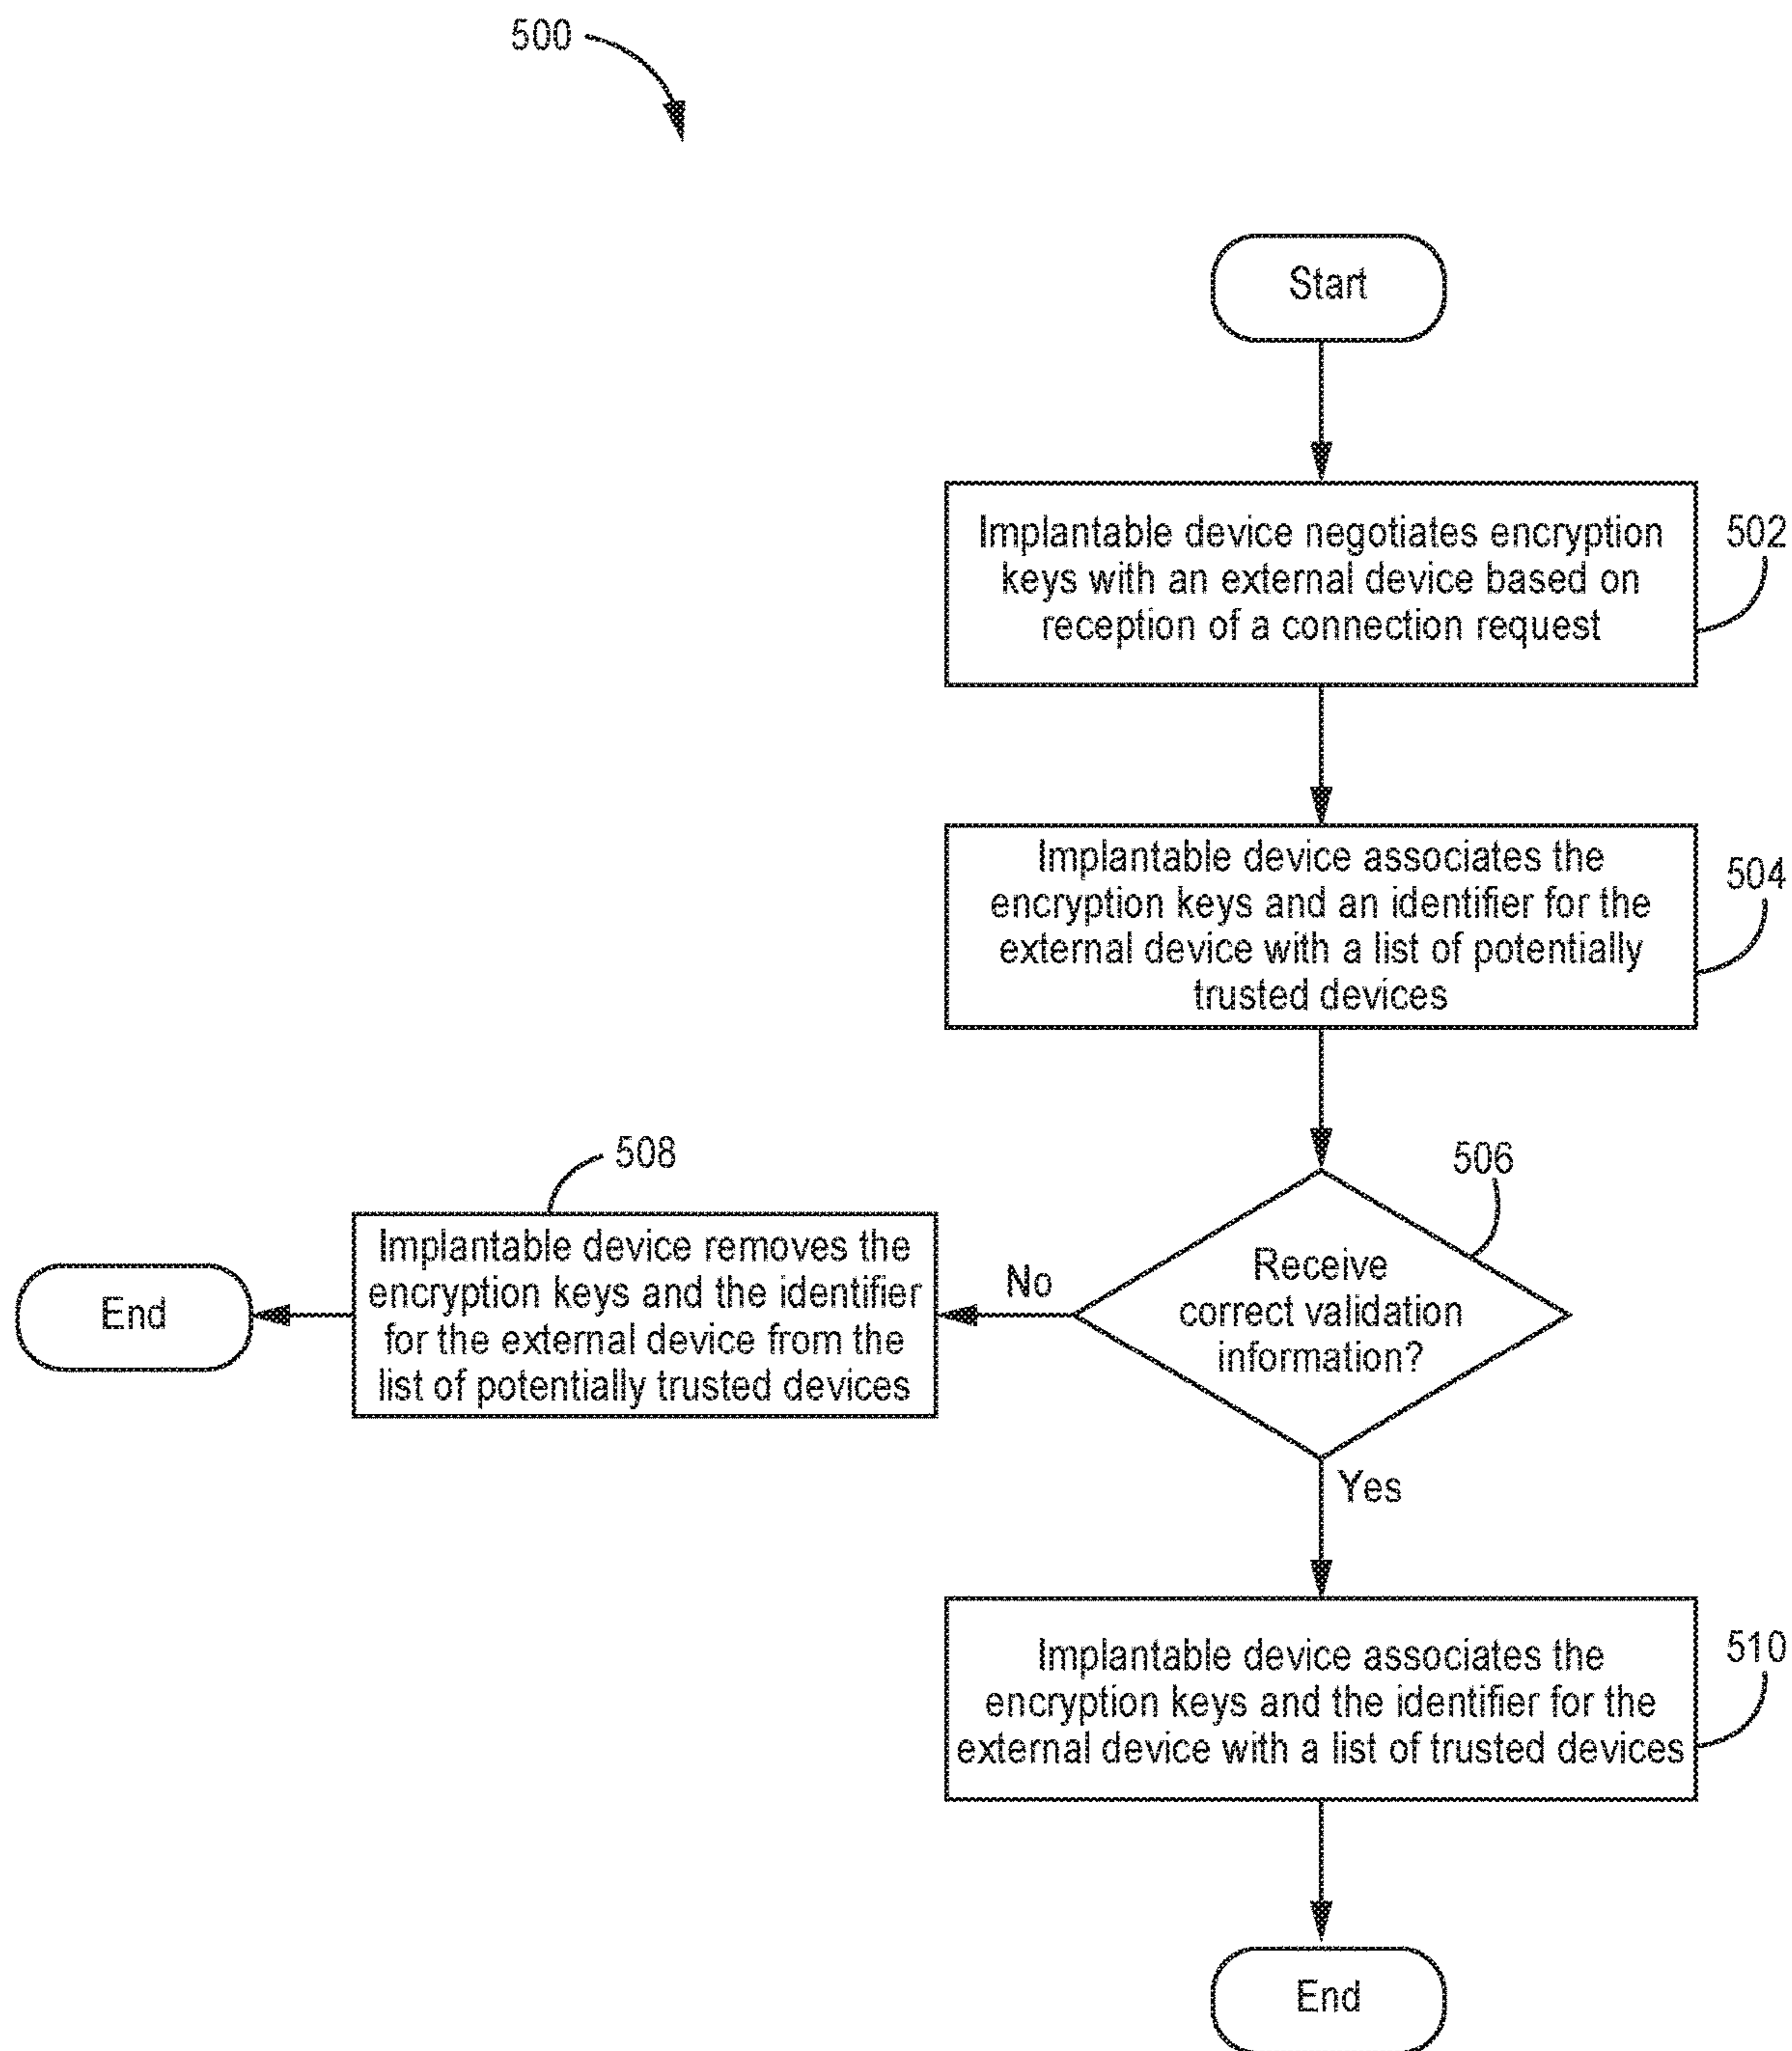 500
Start
Implantable device negotiates encryption
keys with an external device based on
reception of a connection request
502
Implantable device associates the
encryption keys and an identifier for the
external device with a list of potentially
trusted devices
504
506
Receive
correct validation
information?
No
508
Implantable device removes the
encryption keys and the identifier
for the external device from the
list of potentially trusted devices
End
Yes
Implantable device associates the
encryption keys and the identifier for the
external device with a list of trusted devices
510
End